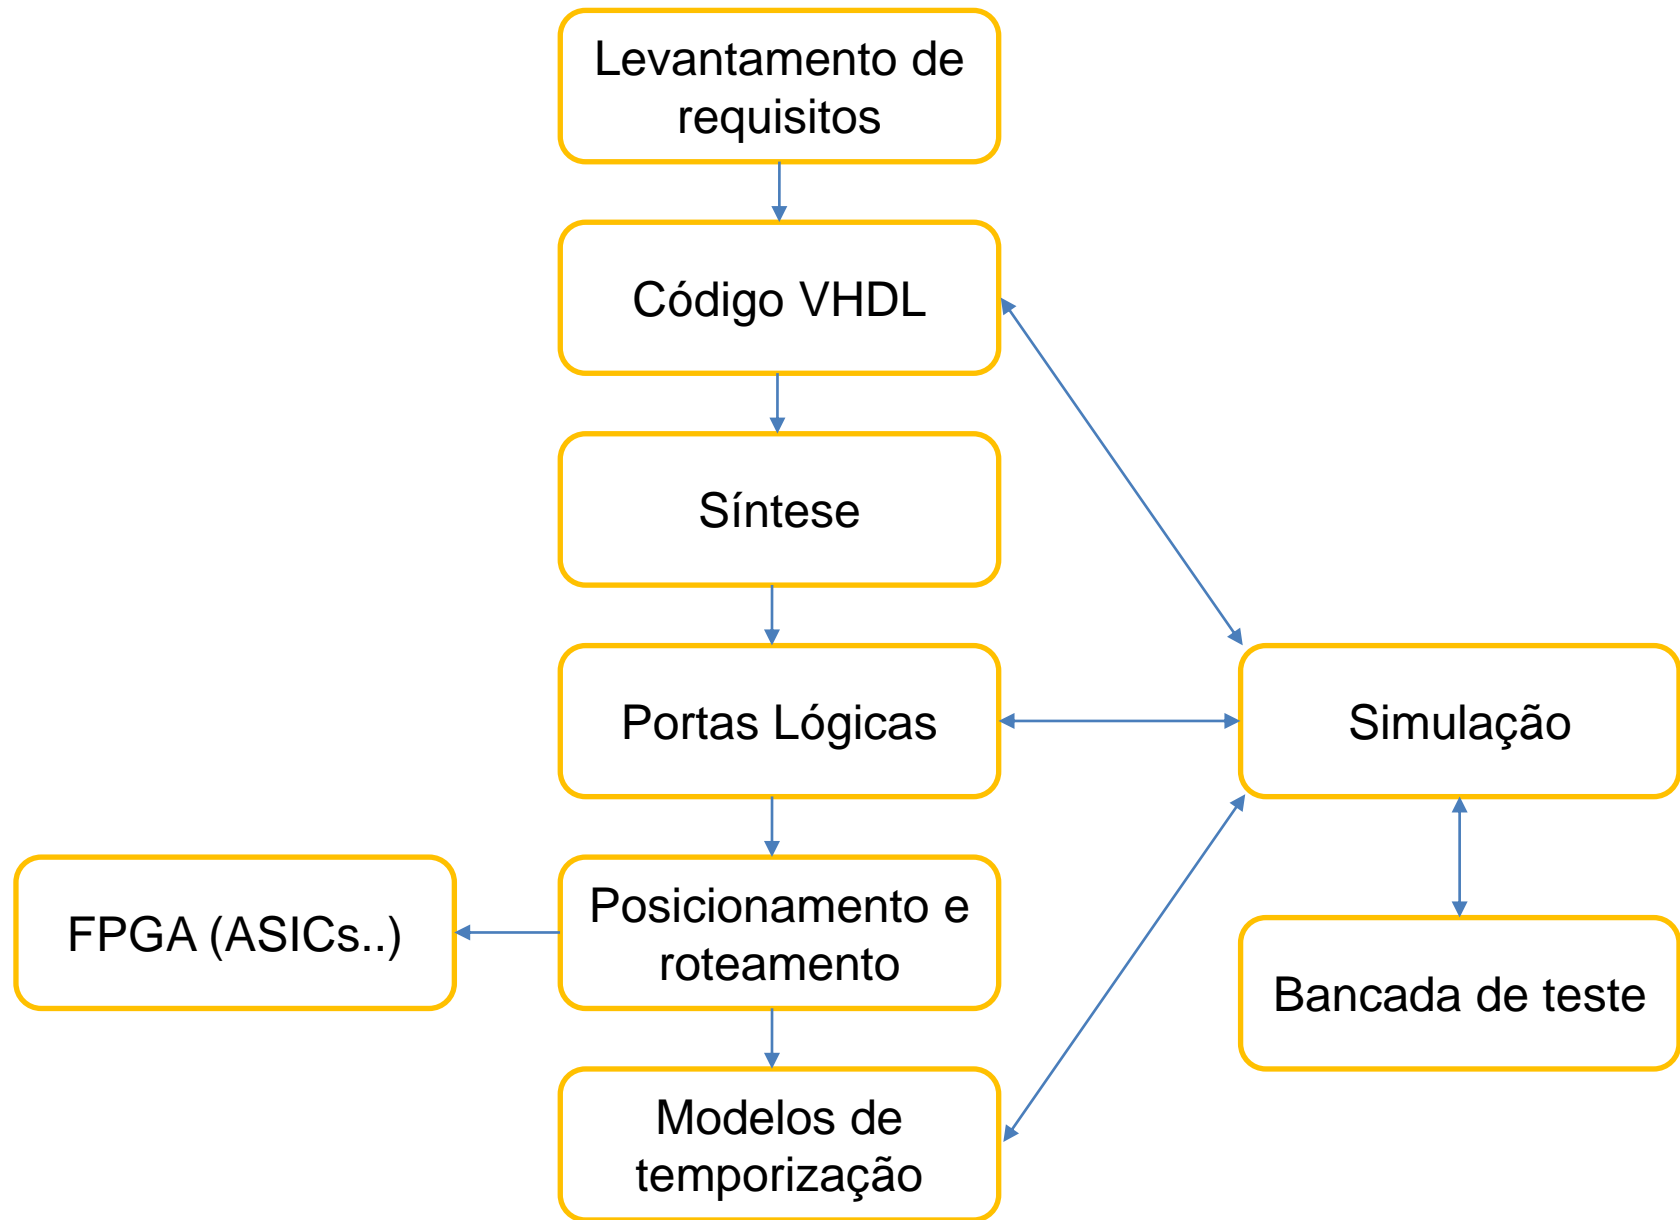 Levantamento de
requisitos
Código VHDL
Síntese
Portas Lógicas
Simulação
FPGA (ASICs..)
Posicionamento e
roteamento
Bancada de teste
Modelos de
temporização